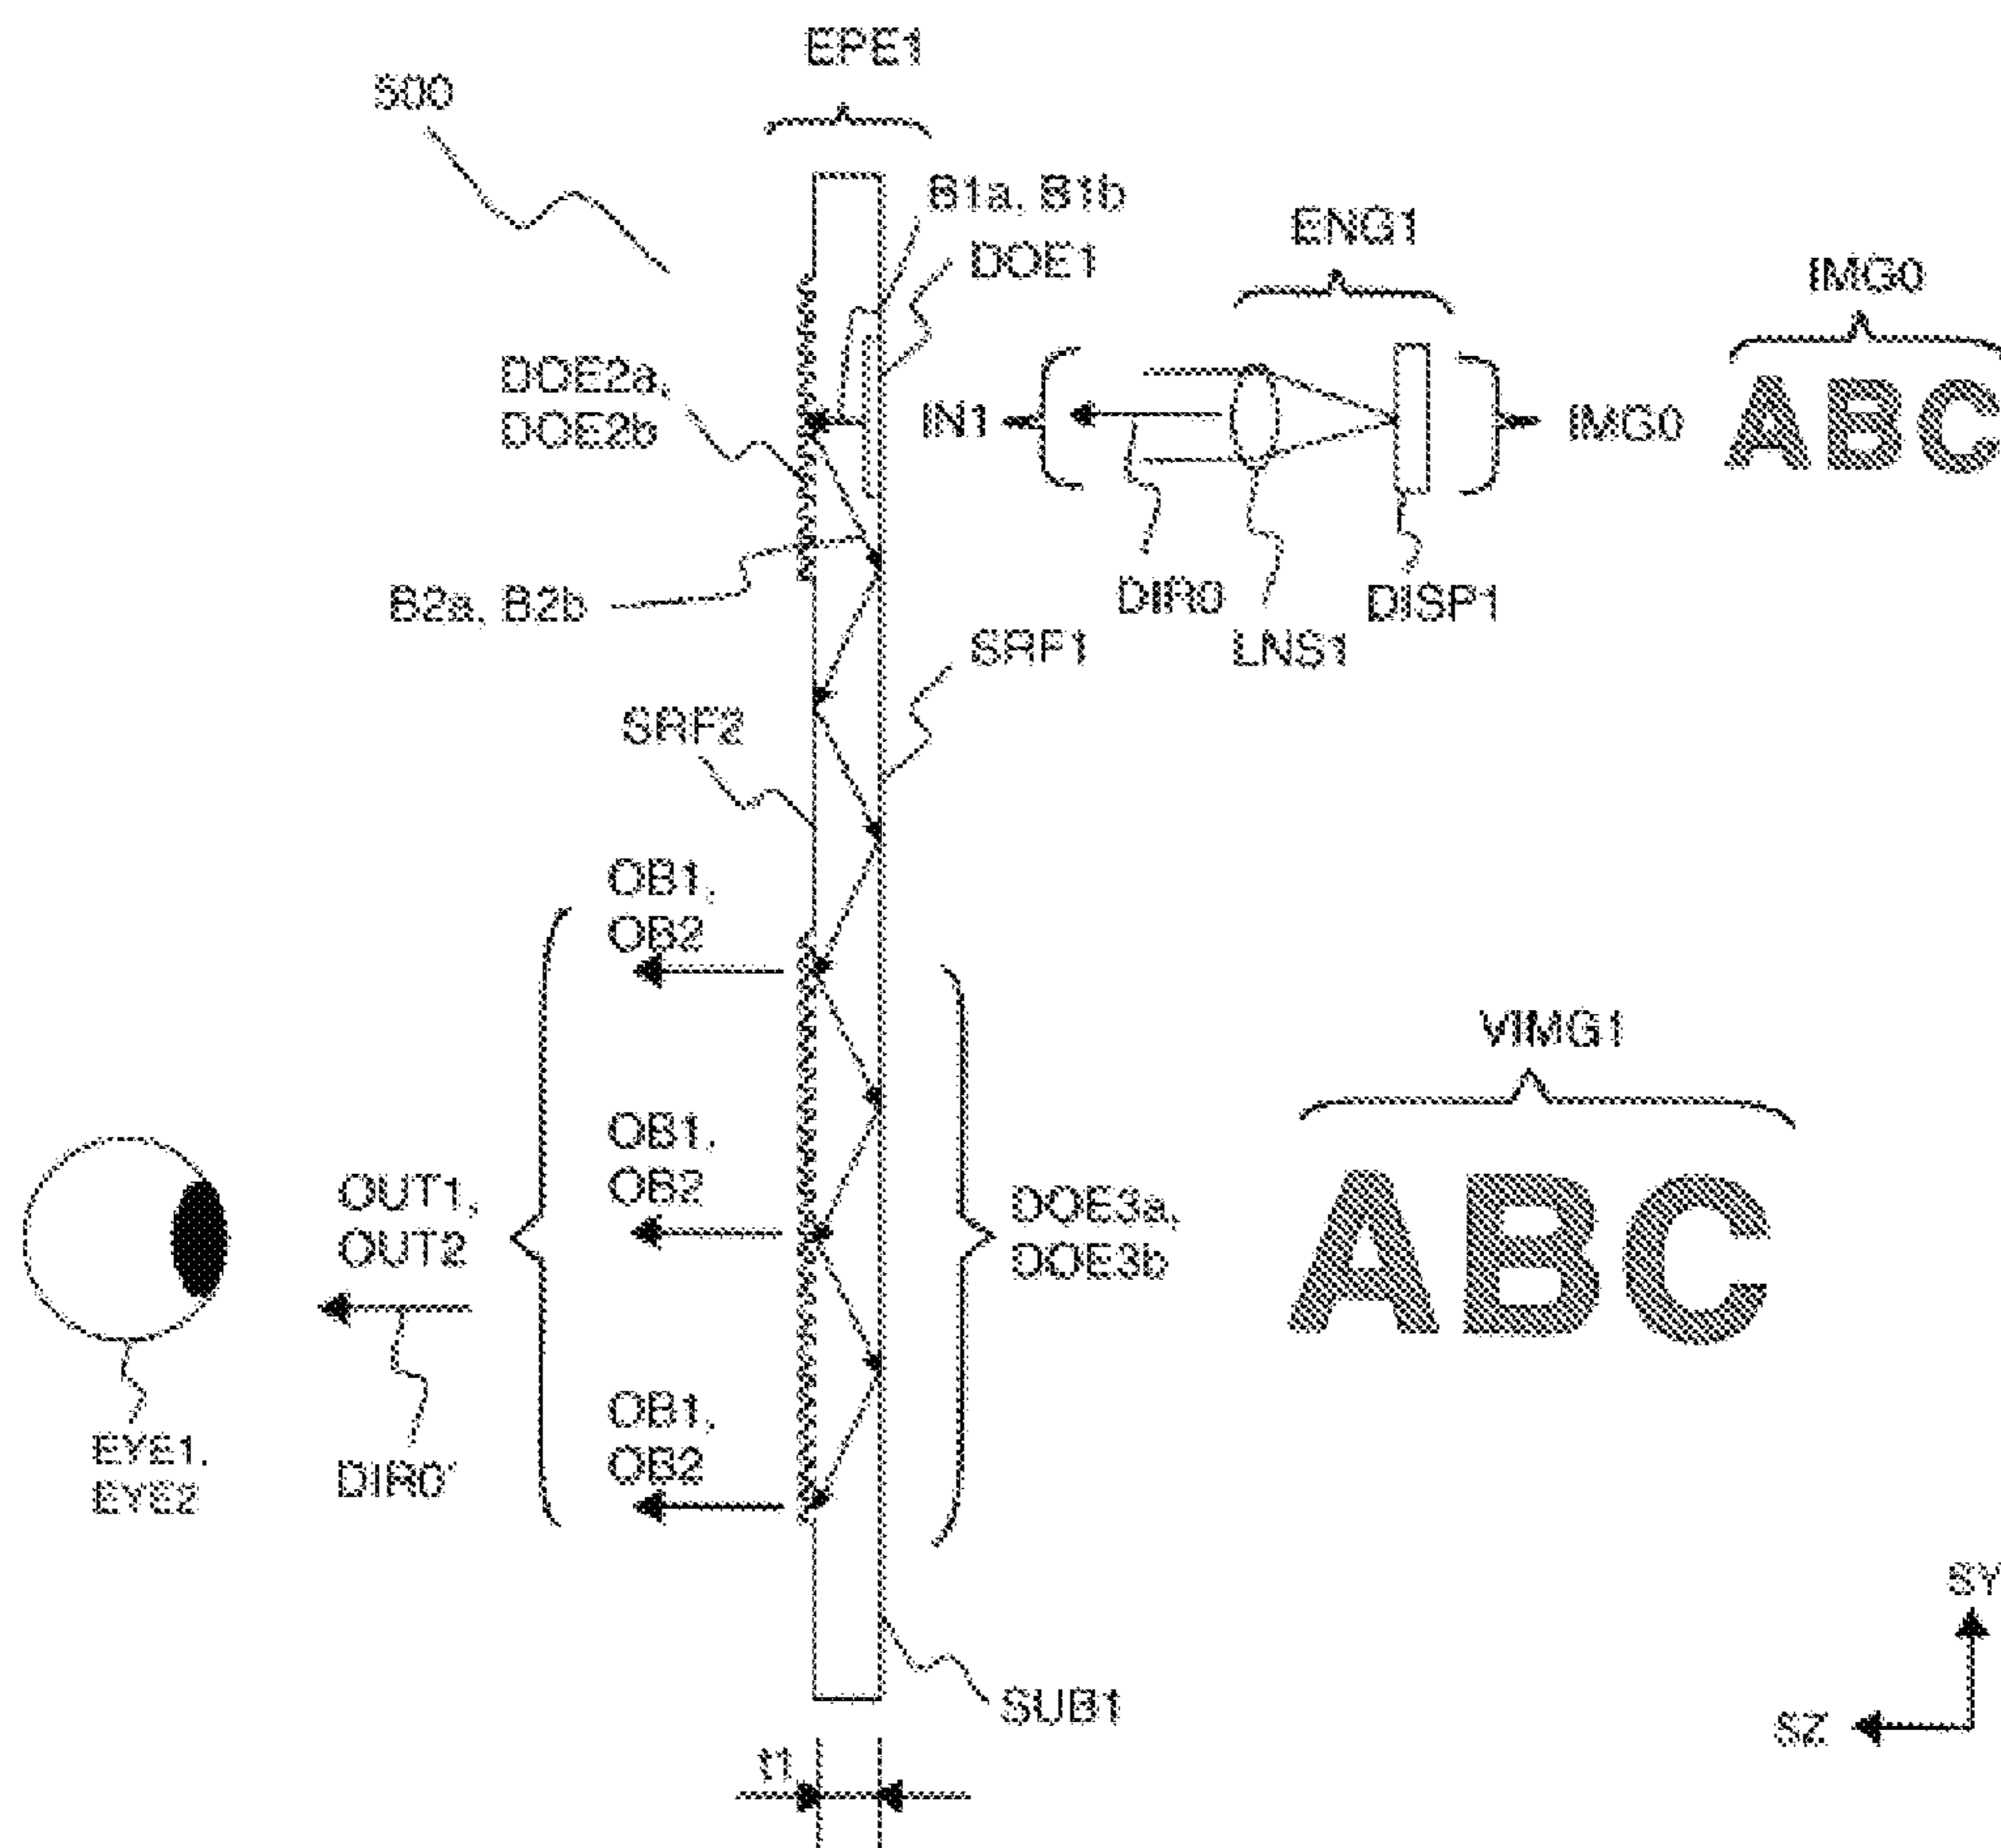 EPE1
500
B1a, B1b
ENG1
DOE1
IMG0
DOE2a,
DOE2b
IN1
IMG0
ABC
B2a, B2b
DIR0
DISP1
LNS1
SRF1
SRF2
OB1,
OB2
VIMG1
OB1,
OB2
OUT1,
OUT2
DOE3a,
DOE3b
ABC
OB1,
OB2
EYE1,
EYE2
DIR0'
SY
SUB1
SZ
t1